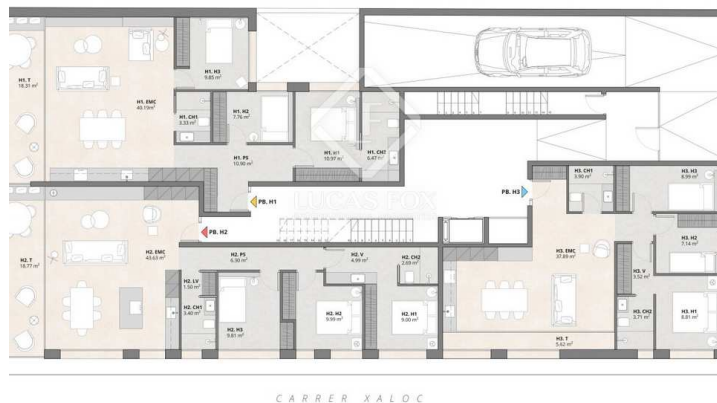 H1. H3
9.85 m²
H1. T
18.31 m²
H1. EMC
40.19m²
H1. CH1
3.33 m²
H1. H2
7.76 m²
H1. H1
10.97 m²
H1. CH2
6.47 m²
H1. PS
10.90 m²
PB. H1
LUCAS FOX
PB. H3
H3. CH1
3.90 m²
H3. H3
8.99 m²
PB. H2
H2. T
18.77 m²
H2. EMC
43.63 m²
H2. PS
6.30 m²
H2. V
4.99 m²
H2. CH2
2.69 m²
H3. EMC
37.80 m²
H3. V
3.52 m²
H3. H2
7.14 m²
H2. LV
1.50 m²
H2. CH1
3.40 m²
H2. H3
9.81 m²
H2. H2
9.99 m²
H2. H1
9.00 m²
H3. CH2
3.71 m²
H3. H1
8.81 m²
H3. T
5.62 m²
CARRER XALOC